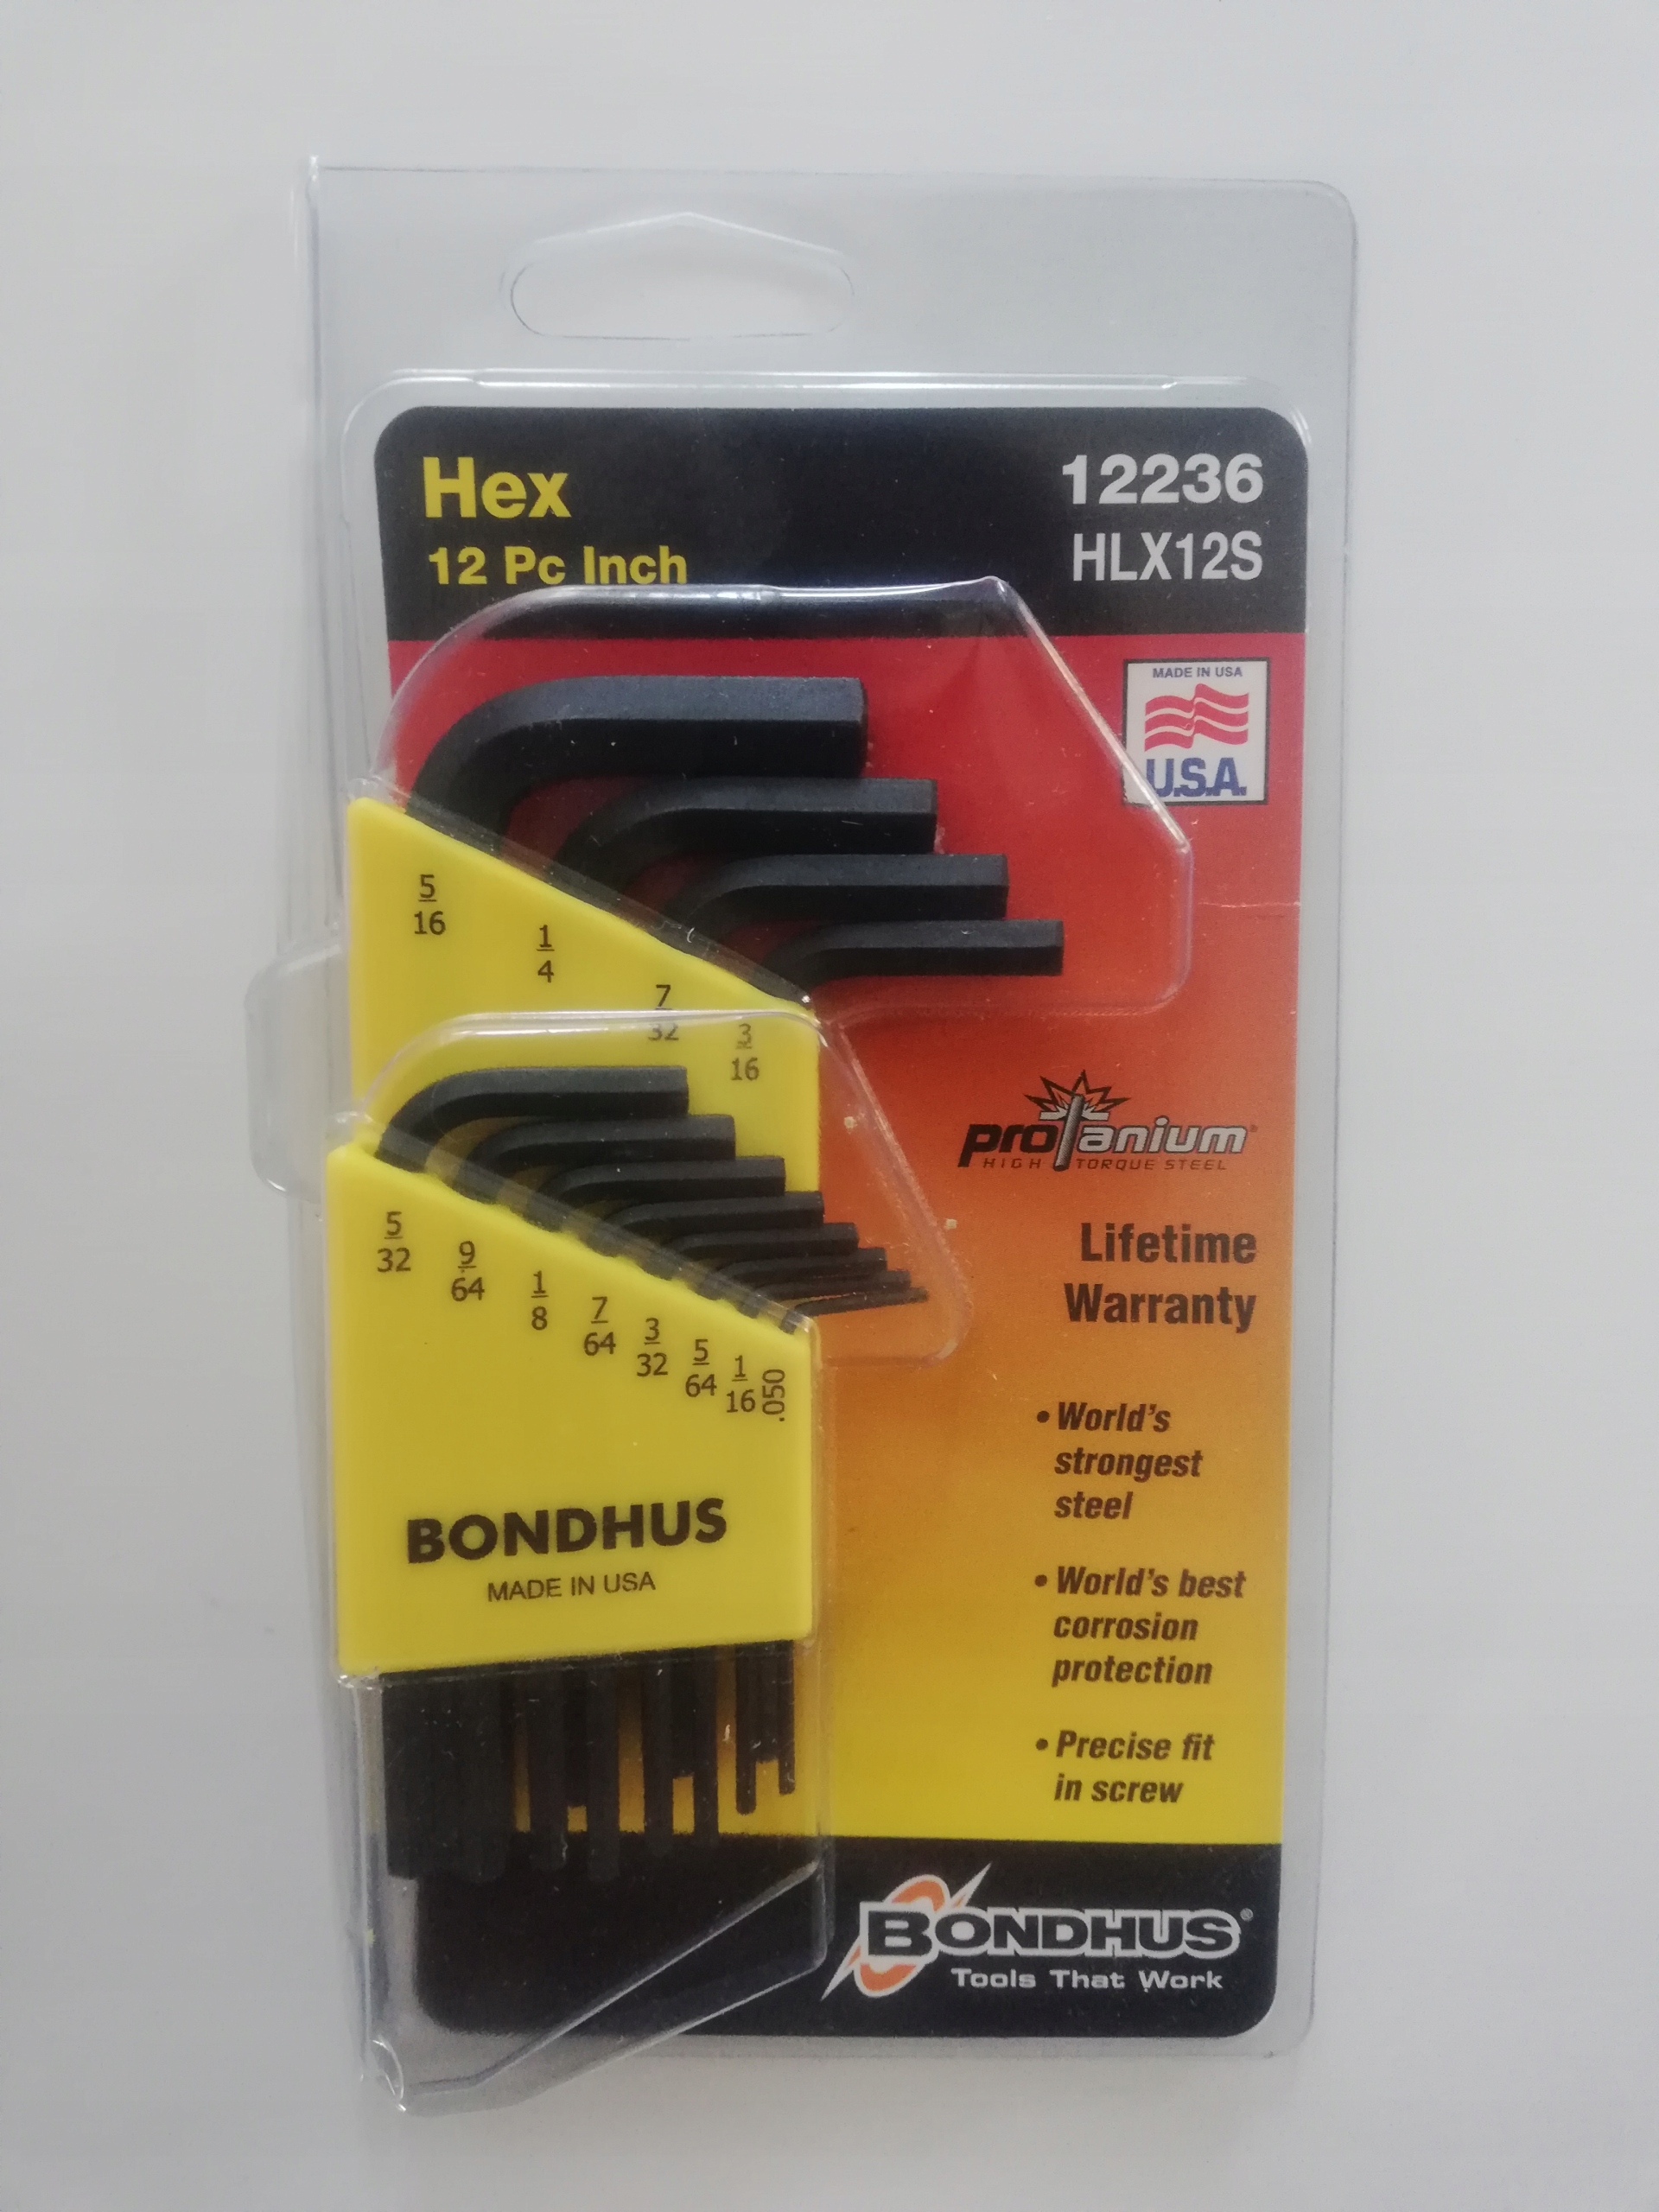 Hex
12236
12 Pc Inch
HLX12S
MADE IN USA
U.S.A.
5
16
1
4
7
32
3
16
proTanium®
HIGH TORQUE STEEL
5
32
9
64
1
8
7
64
3
32
5
64
1
16
.050
Lifetime
Warranty
• World's
strongest
steel
• World's best
corrosion
protection
• Precise fit
in screw
BONDHUS
MADE IN USA
BONDHUS®
Tools That Work